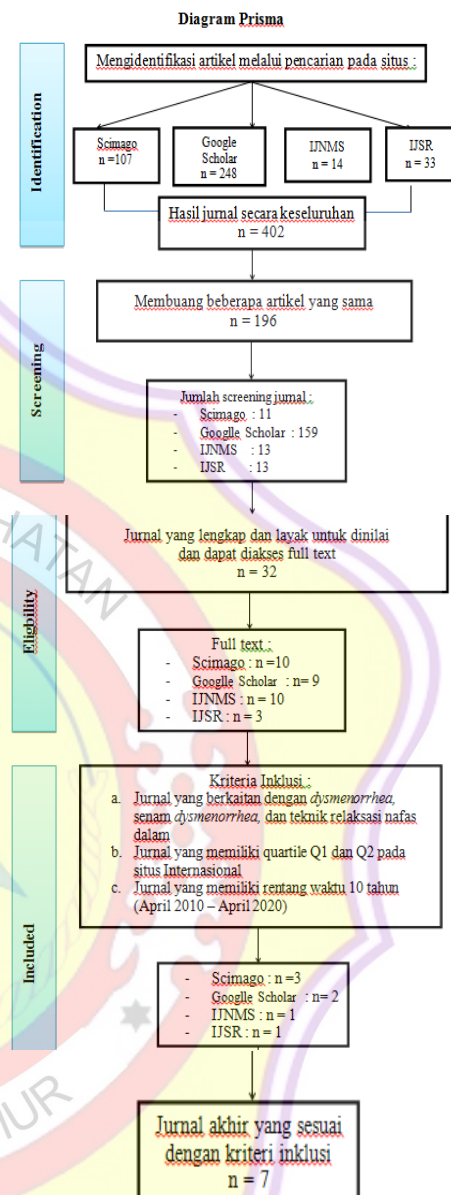 Diagram Prisma
Identification
Mengidentifikasi artikel melalui pencarian pada situs :
Scimago
n =107
Google
Scholar
n = 248
IJNMS
n = 14
IJSR
n = 33
Hasil jurnal secara keseluruhan
n = 402
Screening
Membuang beberapa artikel yang sama
n = 196
Jumlah screening jurnal :
- Scimago : 11
- Googlle Scholar : 159
- IJNMS : 13
- IJSR : 13
Eligbility
Jurnal yang lengkap dan layak untuk dinilai
dan dapat diakses full text
n = 32
Full text :
- Scimago : n =10
- Googlle Scholar : n= 9
- IJNMS : n = 10
- IJSR : n = 3
Included
Kriteria Inklusi :
a. Jurnal yang berkaitan dengan dysmenorrhea,
senam dysmenorrhea, dan teknik relaksasi nafas
dalam
b. Jurnal yang memiliki quartile Q1 dan Q2 pada
situs Internasional
c. Jurnal yang memiliki rentang waktu 10 tahun
(April 2010 – April 2020)
- Scimago : n =3
- Googlle Scholar : n= 2
- IJNMS : n = 1
- IJSR : n = 1
Jurnal akhir yang sesuai
dengan kriteri inklusi
n = 7